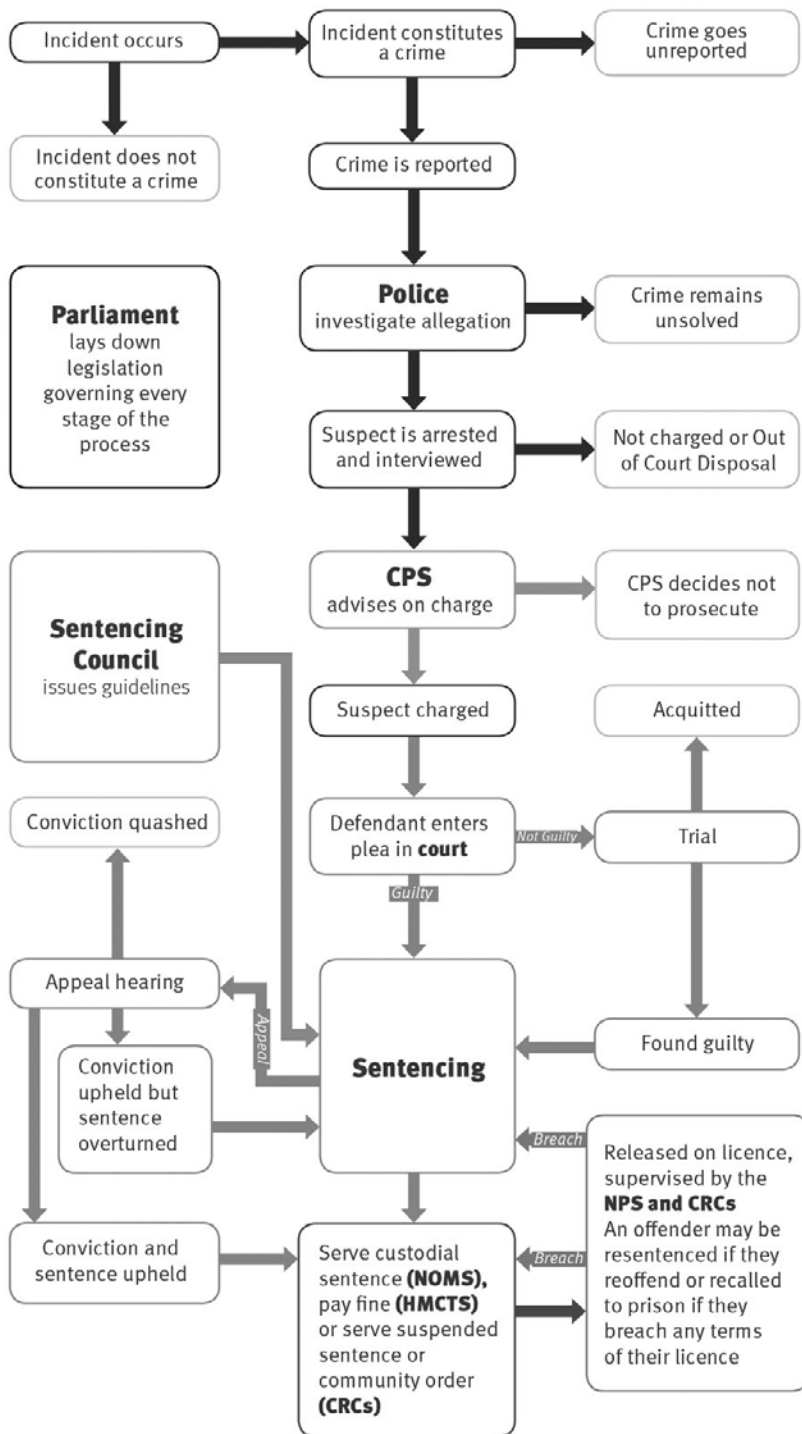 Incident occurs
Incident constitutes
a crime
Crime goes
unreported
Incident does not
constitute a crime
Crime is reported
Parliament
lays down
legislation
governing every
stage of the
process
Police
investigate allegation
Crime remains
unsolved
Suspect is arrested
and interviewed
Not charged or Out
of Court Disposal
CPS
advises on charge
CPS decides not
to prosecute
Sentencing
Council
issues guidelines
Suspect charged
Acquitted
Conviction quashed
Defendant enters
plea in court
Not Guilty
Trial
Guilty
Appeal hearing
Appeal
Sentencing
Found guilty
Conviction
upheld but
sentence
overturned
Breach
Released on licence,
supervised by the
NPS and CRCs
An offender may be
resentenced if they
reoffend or recalled
to prison if they
breach any terms
of their licence
Conviction and
sentence upheld
Serve custodial
sentence (NOMS),
pay fine (HMCTS)
or serve suspended
sentence or
community order
(CRCs)
Breach